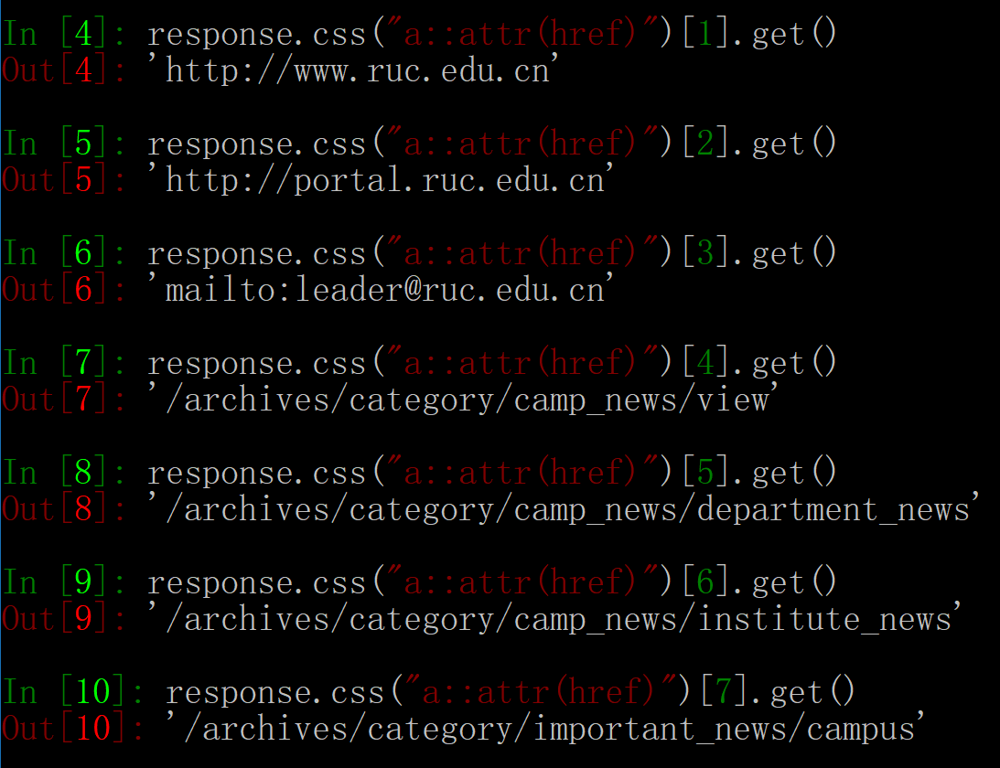 In [4]: response.css("a::attr(href)")[1].get()
Out[4]: 'http://www.ruc.edu.cn'
In [5]: response.css("a::attr(href)")[2].get()
Out[5]: 'http://portal.ruc.edu.cn'
In [6]: response.css("a::attr(href)")[3].get()
Out[6]: 'mailto:leader@ruc.edu.cn'
In [7]: response.css("a::attr(href)")[4].get()
Out[7]: '/archives/category/camp_news/view'
In [8]: response.css("a::attr(href)")[5].get()
Out[8]: '/archives/category/camp_news/department_news'
In [9]: response.css("a::attr(href)")[6].get()
Out[9]: '/archives/category/camp_news/institute_news'
In [10]: response.css("a::attr(href)")[7].get()
Out[10]: '/archives/category/important_news/campus'